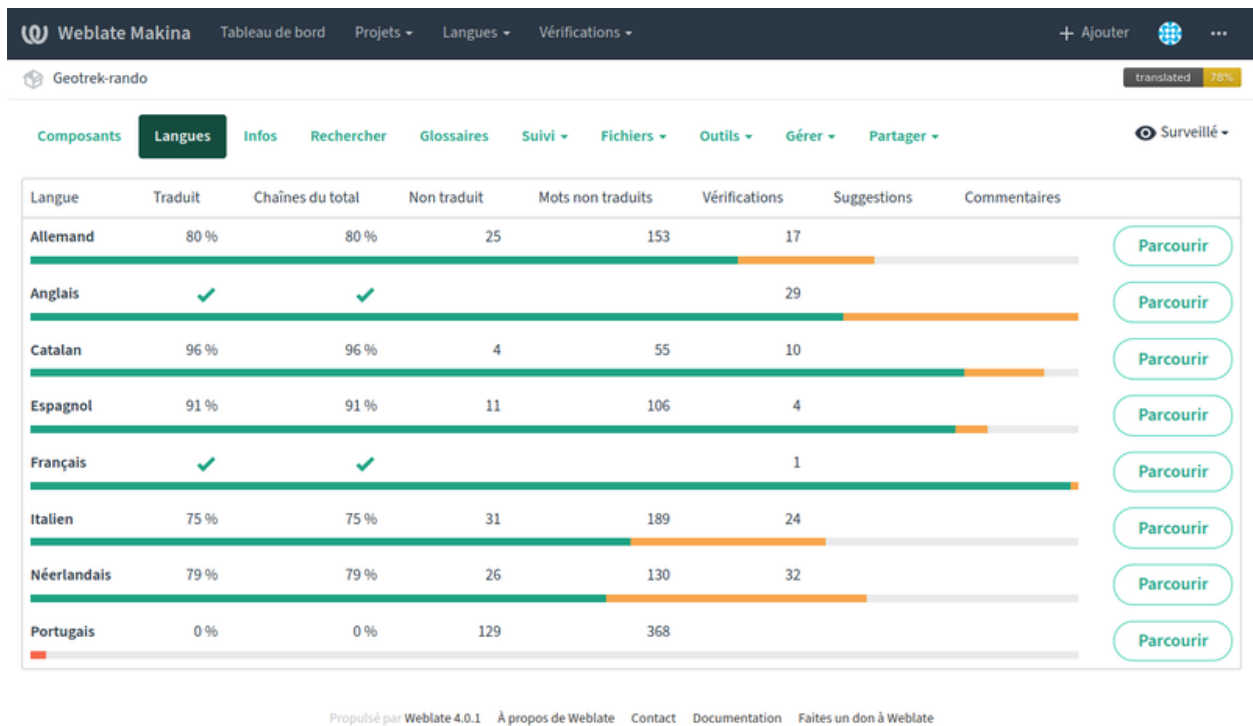 Weblate Makina Tableau de bord Projets Langues Vérifications + Ajouter ...
Geotrek-rando translated 78%
Composants Langues Infos Rechercher Glossaires Suivi Fichiers Outils Gérer Partager Surveillé
Langue Traduit Chaînes du total Non traduit Mots non traduits Vérifications Suggestions Commentaires
Allemand 80 % 80 % 25 153 17 Parcourir
Anglais ✓ ✓ 29 Parcourir
Catalan 96 % 96 % 4 55 10 Parcourir
Espagnol 91 % 91 % 11 106 4 Parcourir
Français ✓ ✓ 1 Parcourir
Italien 75 % 75 % 31 189 24 Parcourir
Néerlandais 79 % 79 % 26 130 32 Parcourir
Portugais 0 % 0 % 129 368 Parcourir
Propulsé par Weblate 4.0.1 À propos de Weblate Contact Documentation Faites un don à Weblate